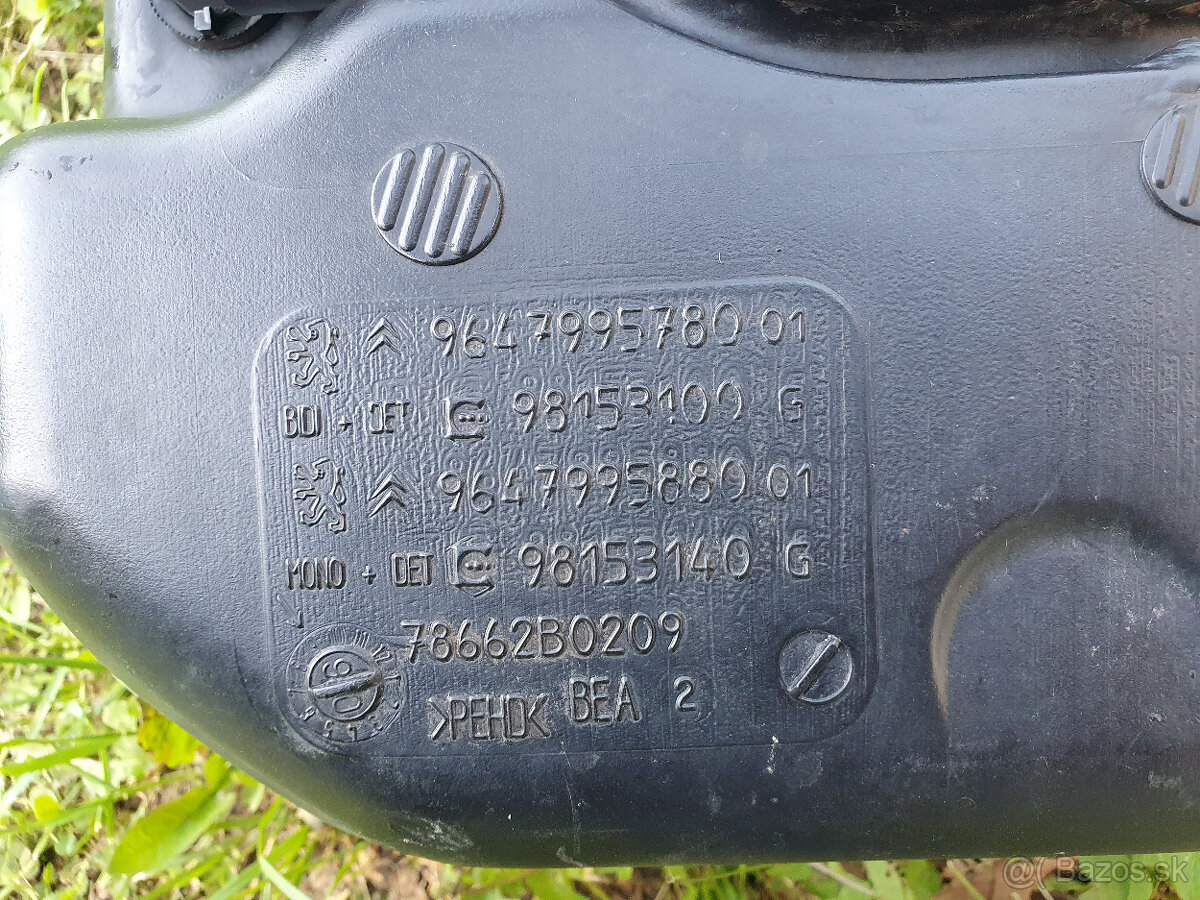 9647995780 01
BDI + DET 98153100 G
9647995880 01
MONO + DET 98153140 G
78662B0209
>PEHD< BEA 2
@( Bazos.sk